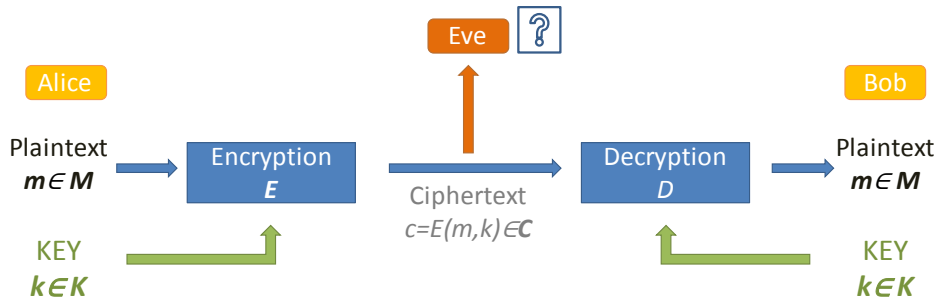 Eve ?
Alice
Bob
Plaintext
m∈M
Encryption
E
Ciphertext
c=E(m,k)∈C
Decryption
D
Plaintext
m∈M
KEY
k∈K
KEY
k∈K